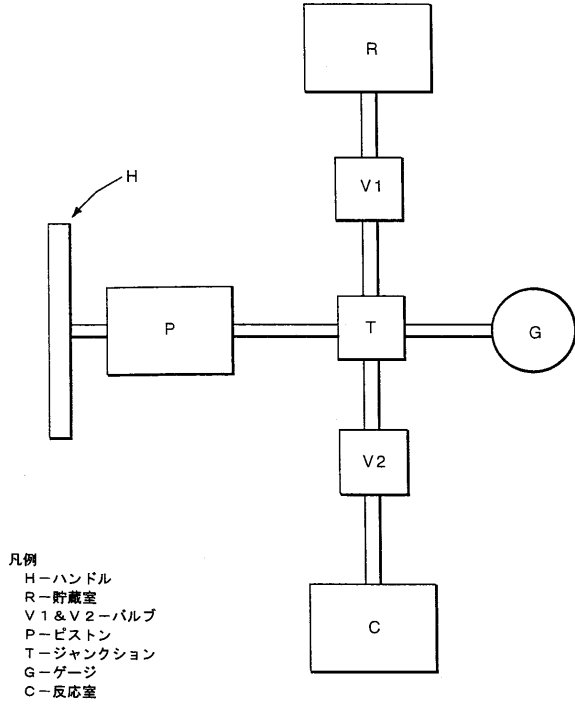 R
H
V1
P
T
G
V2
C
凡例
H－ハンドル
R－貯蔵室
V1&V2－バルブ
P－ピストン
T－ジャンクション
G－ゲージ
C－反応室